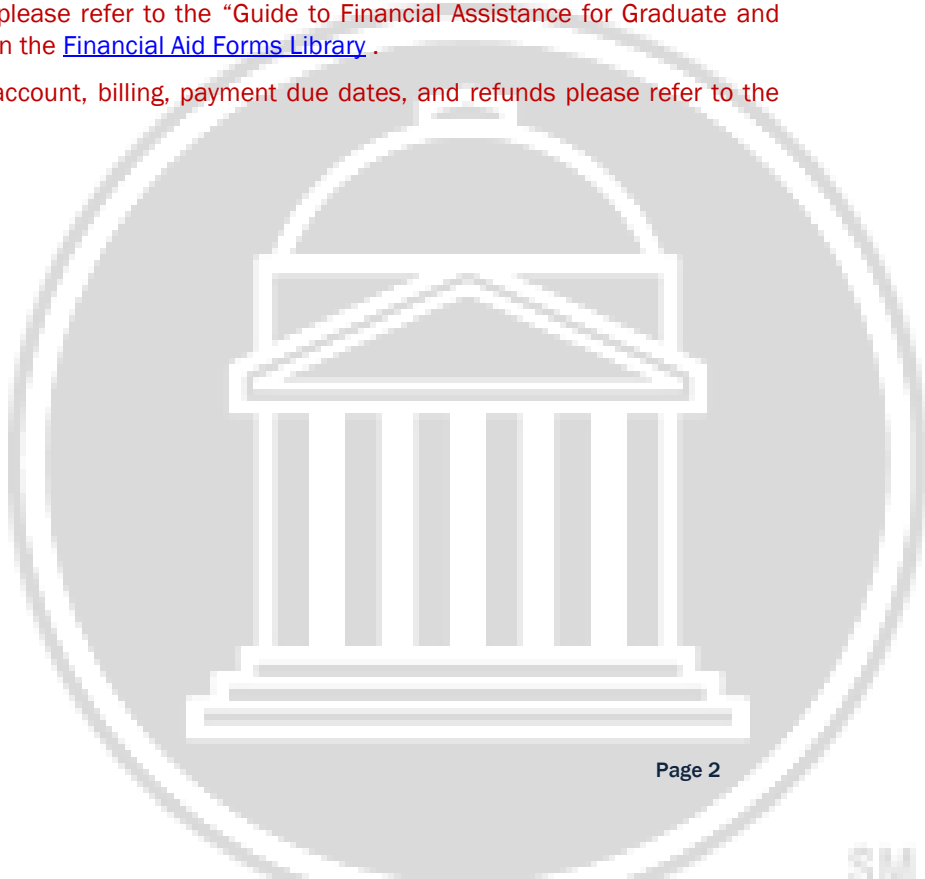 please refer to the “Guide to Financial Assistance for Graduate and
n the Financial Aid Forms Library .
account, billing, payment due dates, and refunds please refer to the
Page 2
SM